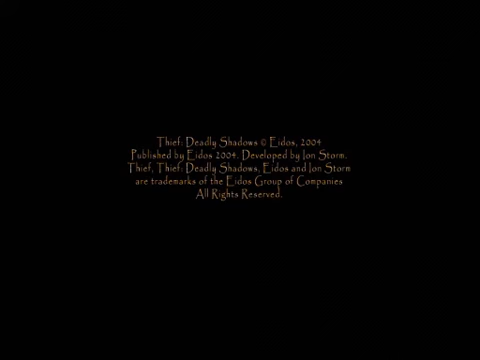 Thief: Deadly Shadows © Eidos, 2004
Published by Eidos 2004. Developed by Ion Storm.
Thief, Thief: Deadly Shadows, Eidos and Ion Storm
are trademarks of the Eidos Group of Companies
All Rights Reserved.